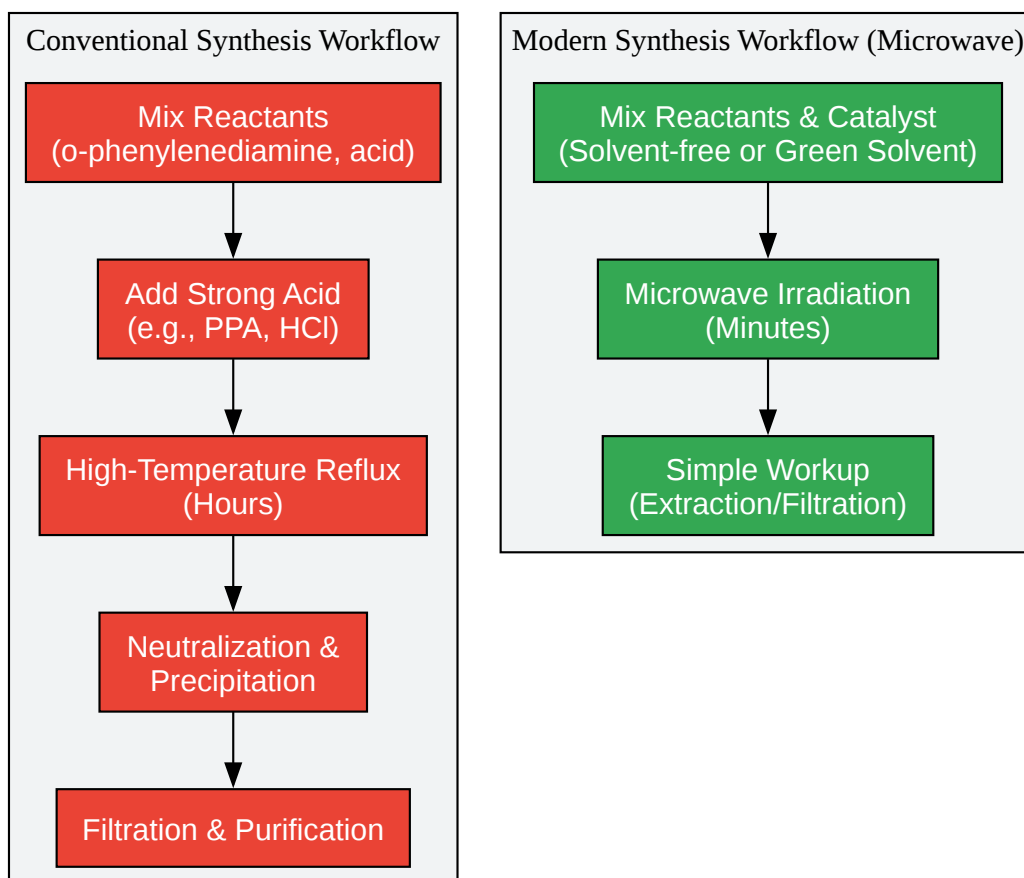 Conventional Synthesis Workflow
Mix Reactants
(o-phenylenediamine, acid)
Add Strong Acid
(e.g., PPA, HCl)
High-Temperature Reflux
(Hours)
Neutralization &
Precipitation
Filtration & Purification
Modern Synthesis Workflow (Microwave)
Mix Reactants & Catalyst
(Solvent-free or Green Solvent)
Microwave Irradiation
(Minutes)
Simple Workup
(Extraction/Filtration)